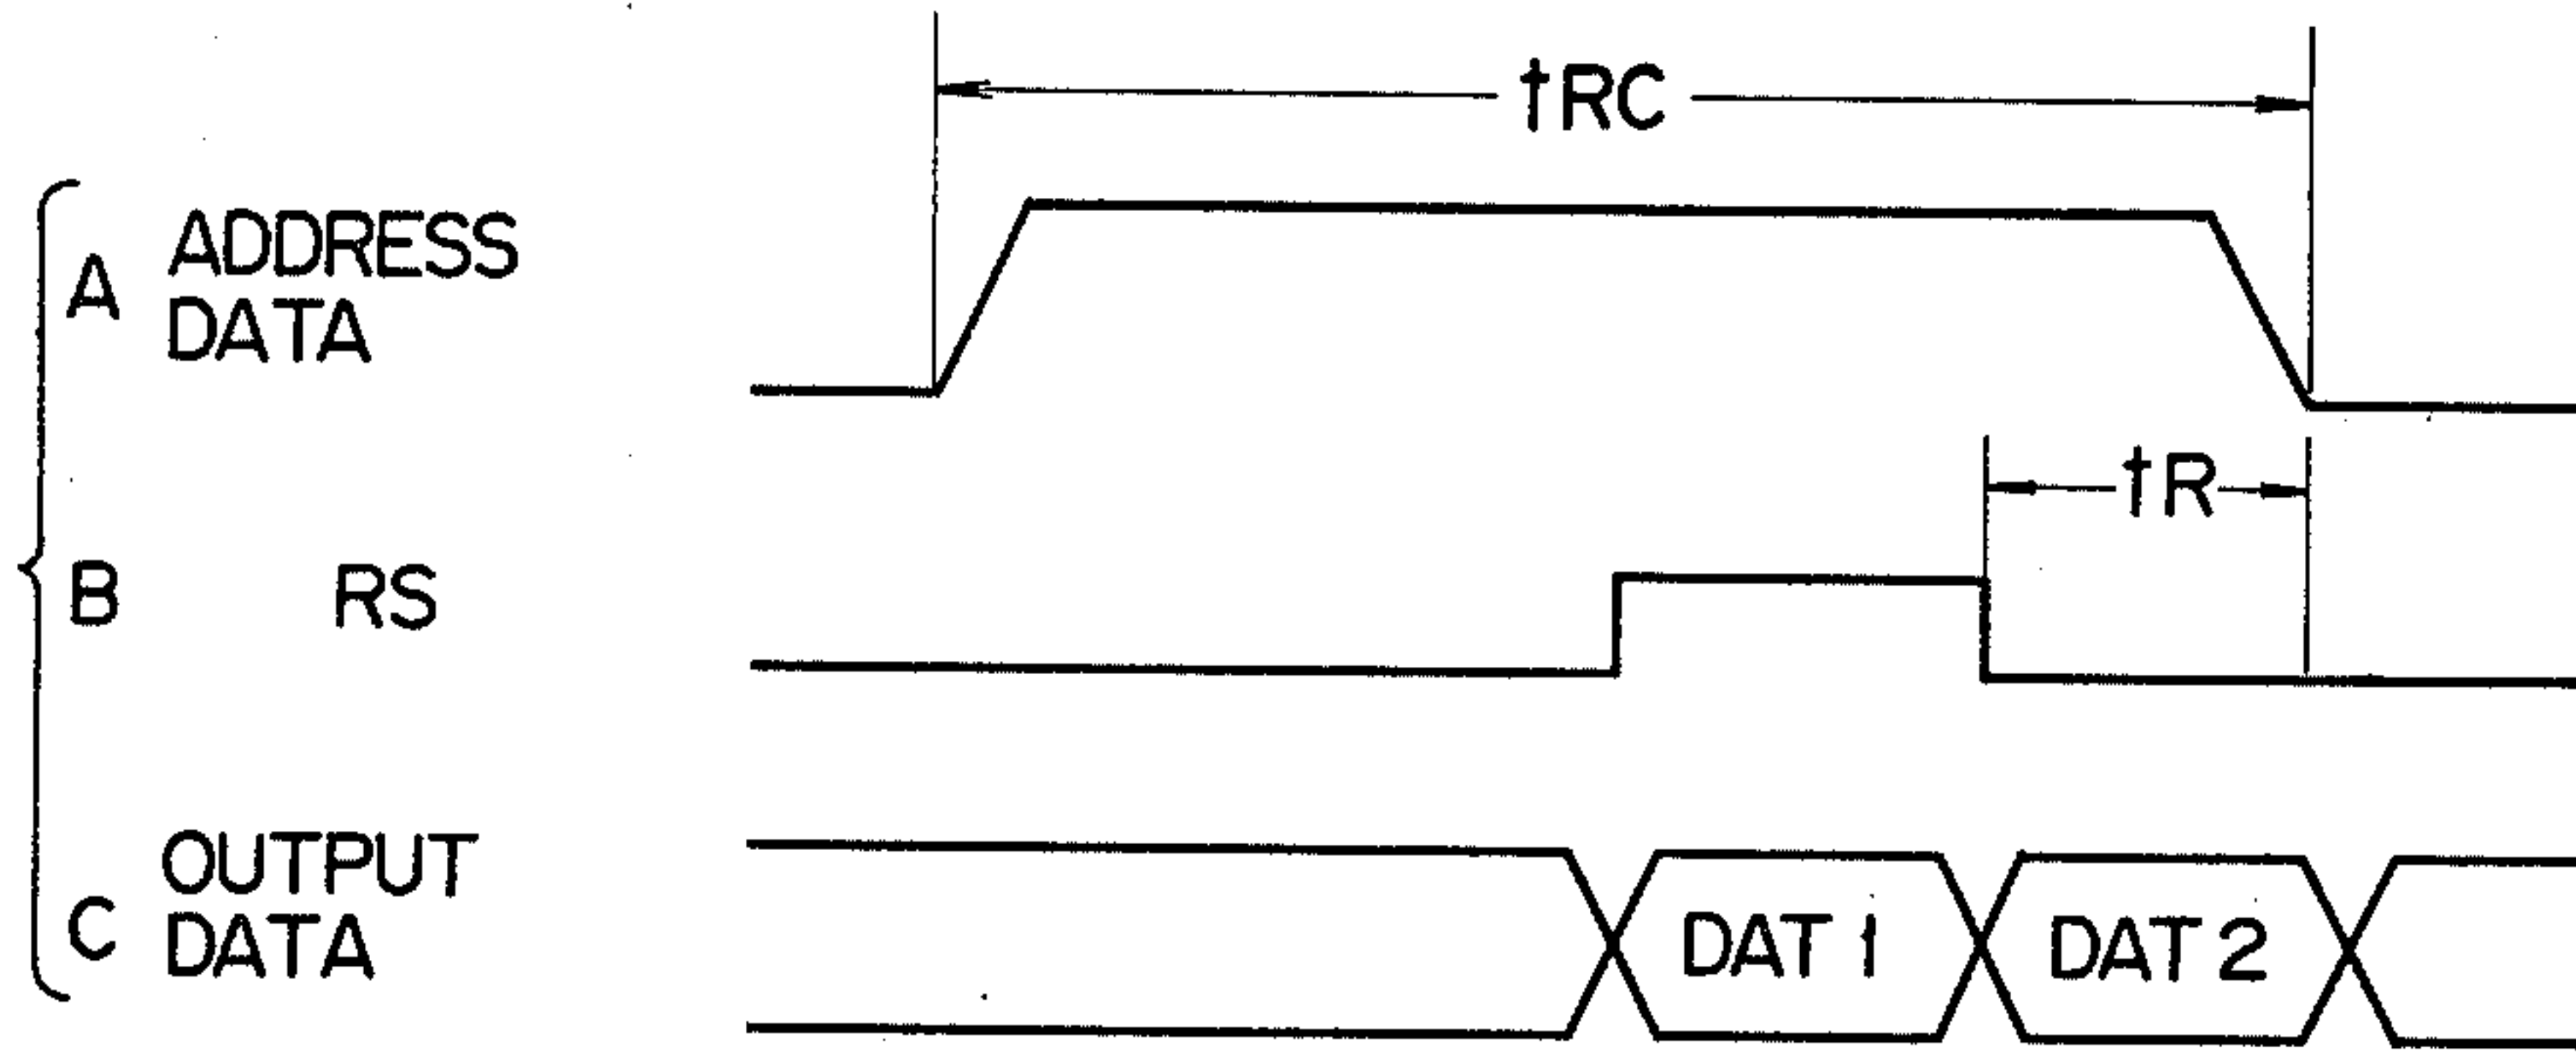 tRC
A ADDRESS
DATA
tR
B RS
C OUTPUT
DATA
DAT 1 DAT 2